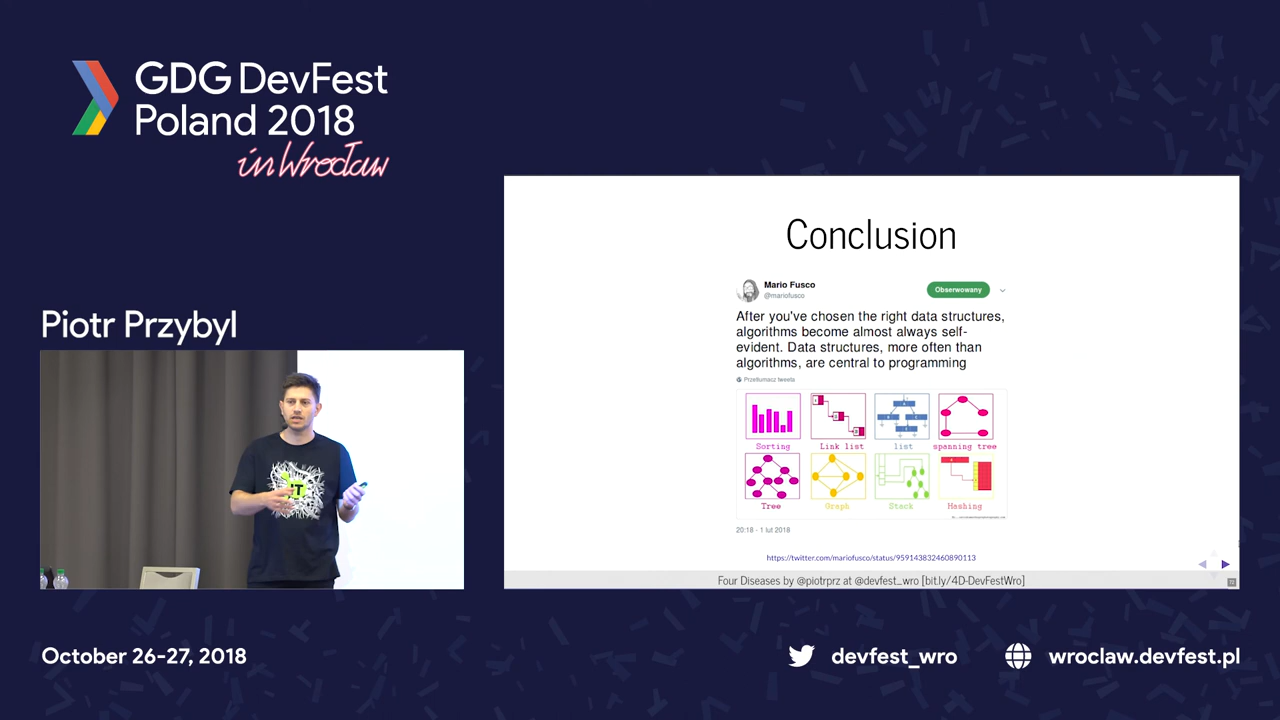 GDG DevFest
Poland 2018
in Wrocław
Piotr Przybyl
October 26-27, 2018
Conclusion
Mario Fusco
@mariofusco
Obserwowany
After you've chosen the right data structures,
algorithms become almost always self-
evident. Data structures, more often than
algorithms, are central to programming
Przetłumacz tweeta
Sorting
Link list
list
spanning tree
Tree
Graph
Stack
Hashing
20:18 - 1 lut 2018
https://twitter.com/mariofusco/status/959143832460890113
Four Diseases by @piotrprz at @devfest_wro [bit.ly/4D-DevFestWro]
devfest_wro
wroclaw.devfest.pl